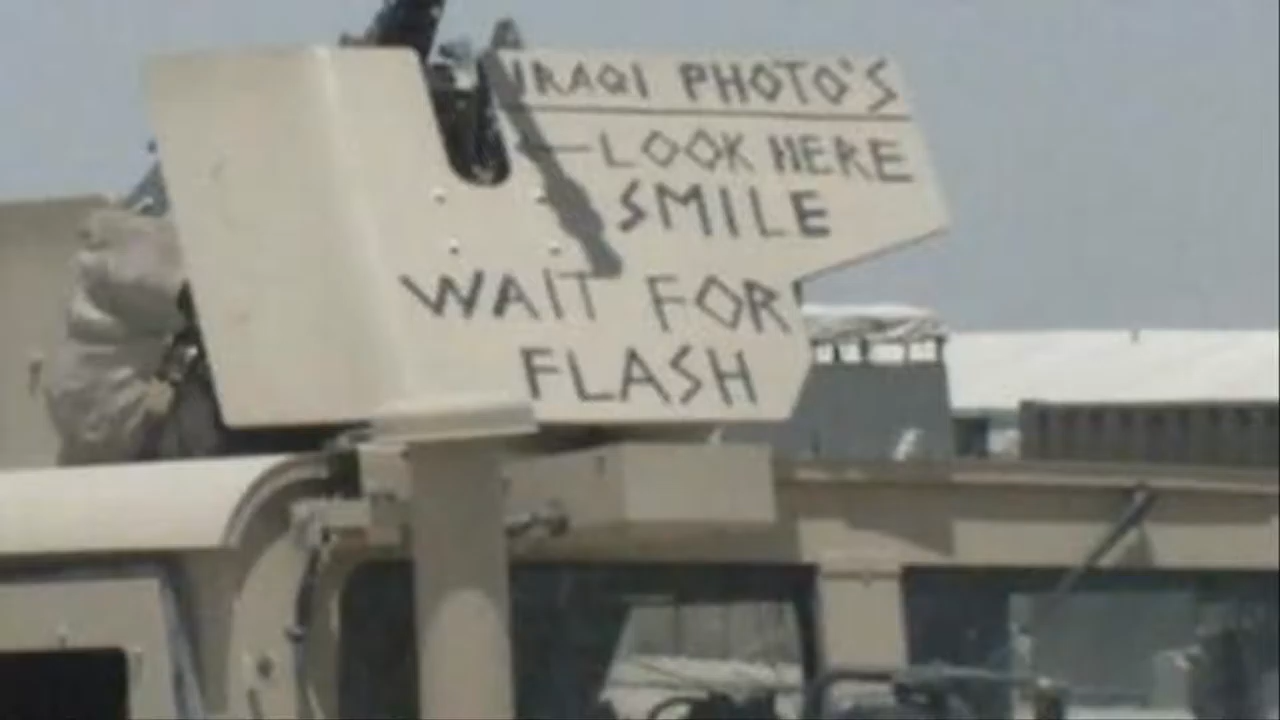 IRAQI PHOTO'S
-LOOK HERE
SMILE
WAIT FOR
FLASH